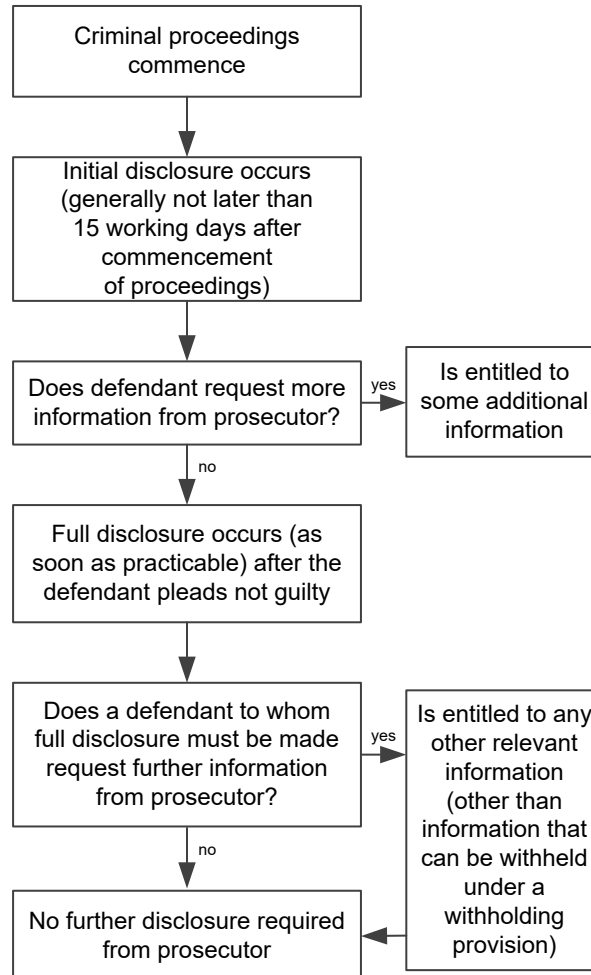 Criminal proceedings
commence
Initial disclosure occurs
(generally not later than
15 working days after
commencement
of proceedings)
Does defendant request more
information from prosecutor?
yes
Is entitled to
some additional
information
no
Full disclosure occurs (as
soon as practicable) after the
defendant pleads not guilty
Does a defendant to whom
full disclosure must be made
request further information
from prosecutor?
yes
Is entitled to any
other relevant
information
(other than
information that
can be withheld
under a
withholding
provision)
no
No further disclosure required
from prosecutor